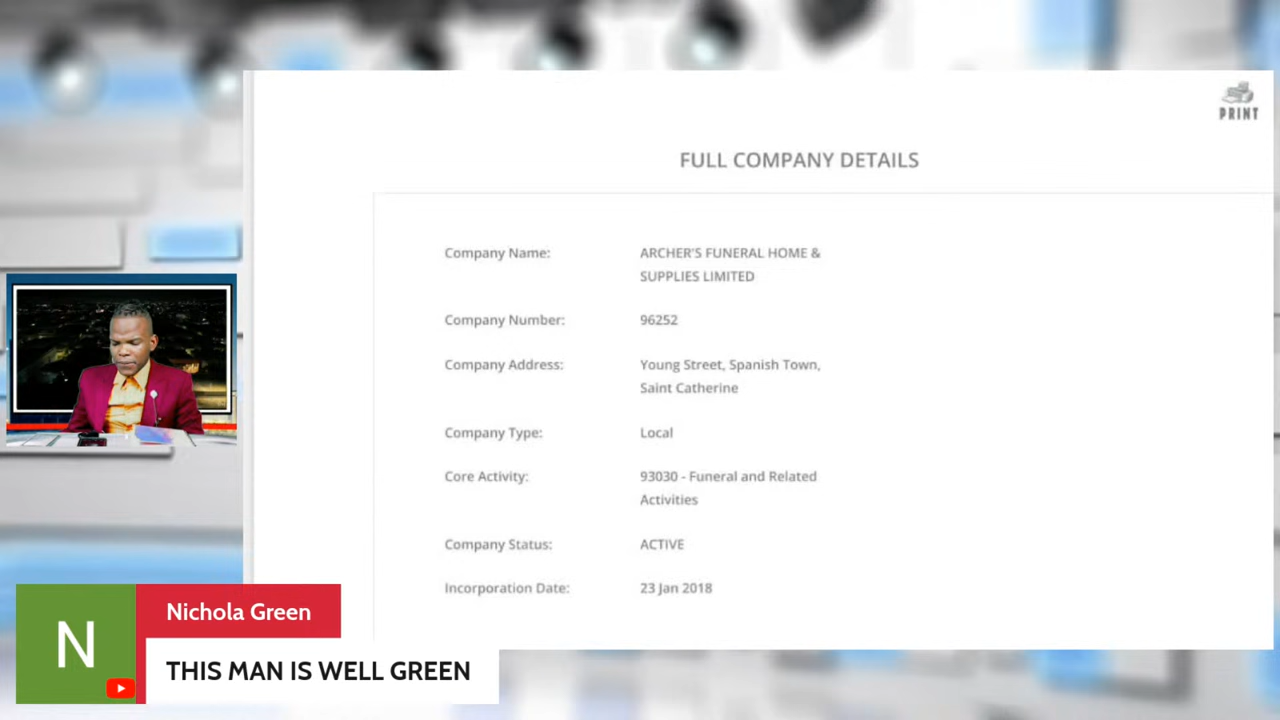 PRINT
FULL COMPANY DETAILS
Company Name: ARCHER'S FUNERAL HOME &
SUPPLIES LIMITED
Company Number: 96252
Company Address: Young Street, Spanish Town,
Saint Catherine
Company Type: Local
Core Activity: 93030 - Funeral and Related
Activities
Company Status: ACTIVE
Incorporation Date: 23 Jan 2018
N
Nichola Green
THIS MAN IS WELL GREEN